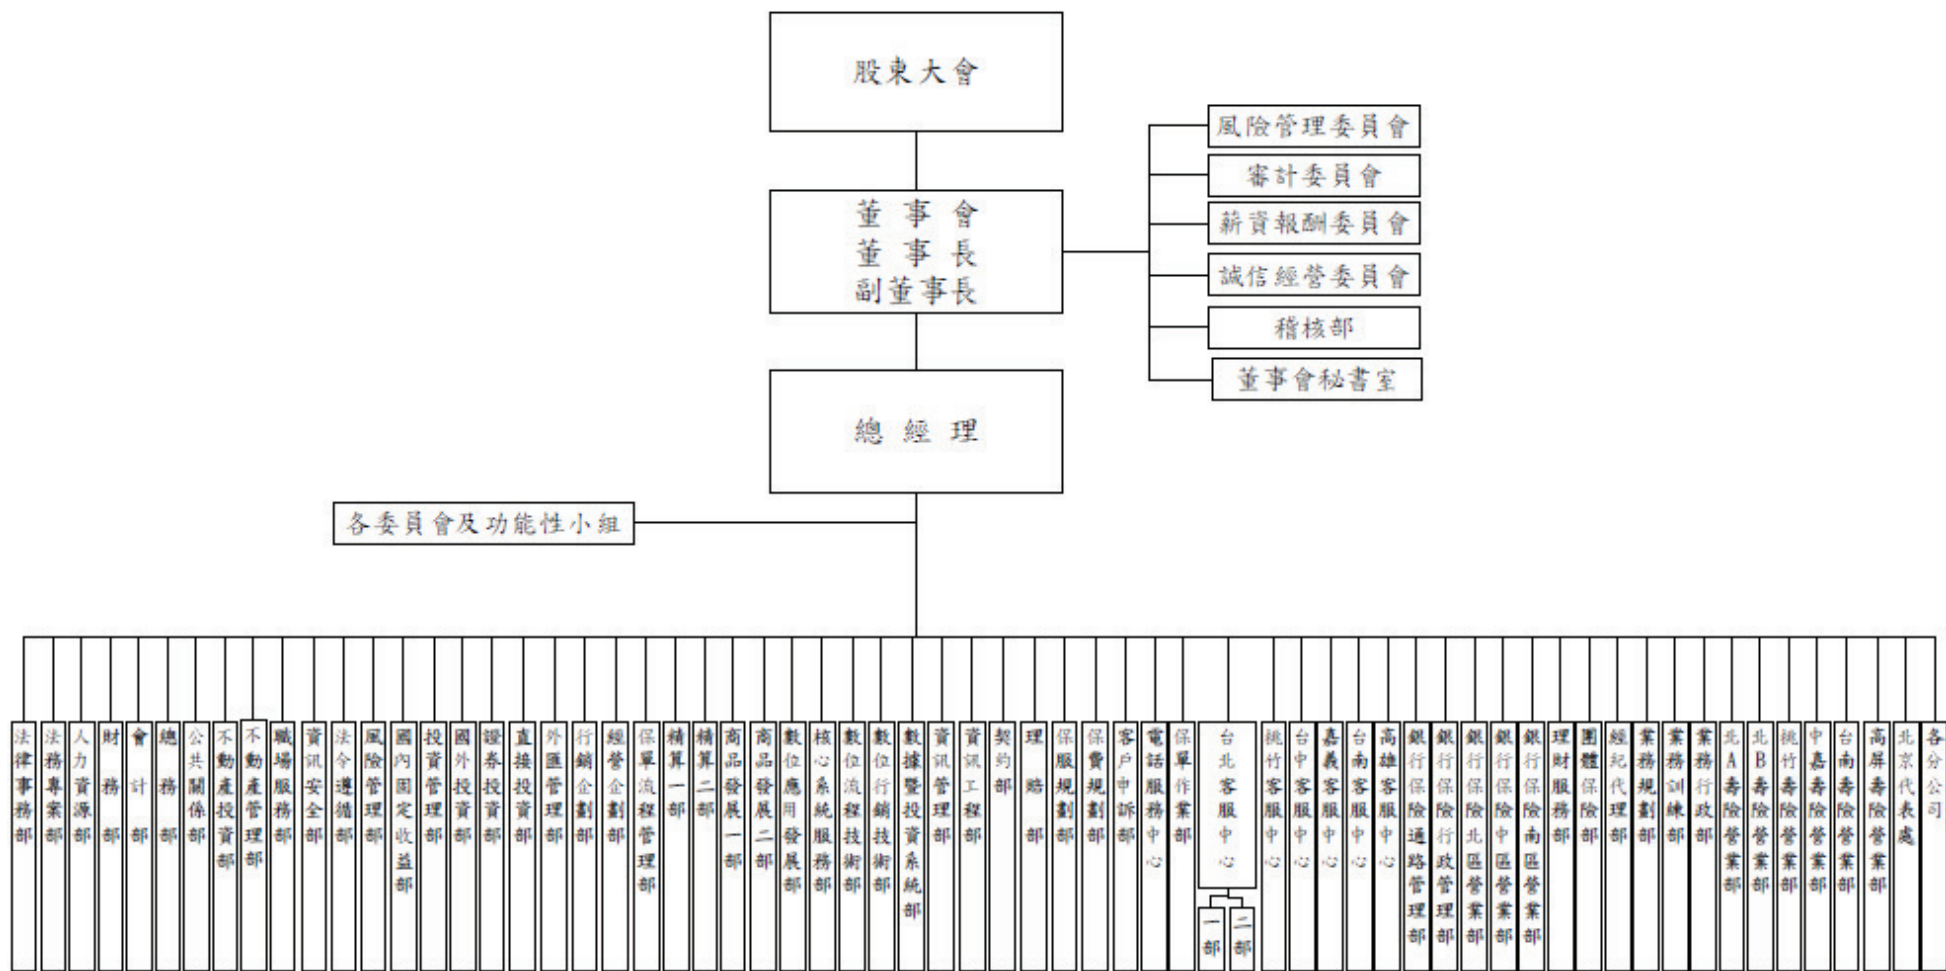 股東大會
董事會
董事長
副董事長
總經理
風險管理委員會
審計委員會
薪資報酬委員會
誠信經營委員會
稽核部
董事會秘書室
各委員會及功能性小組
法律事務部
法務專案部
人力資源部
財務部
會計部
總務部
公共關係部
不動產投資部
不動產管理部
職場服務部
資訊安全部
法令遵循部
風險管理部
國內固定收益部
投資管理部
國外投資部
證券投資部
直接投資部
外匯管理部
行銷企劃部
經營企劃部
保單流程管理部
精算一部
精算二部
商品發展一部
商品發展二部
數位應用發展部
核心系統服務部
數位流程技術部
數位行銷技術部
數據暨投資系統部
資訊管理部
資訊工程部
契約部
理賠部
保服規劃部
保費規劃部
客戶申訴部
電話服務中心
保單作業部
台北客服中心
一部
二部
桃竹客服中心
台中客服中心
嘉義客服中心
台南客服中心
高雄客服中心
銀行保險通路管理部
銀行保險行政管理部
銀行保險北區營業部
銀行保險中區營業部
銀行保險南區營業部
理財服務部
團體保險部
經紀代理部
業務規劃部
業務訓練部
業務行政部
北A壽險營業部
北B壽險營業部
桃竹壽險營業部
中嘉壽險營業部
台南壽險營業部
高屏壽險營業部
北京代表處
各分公司